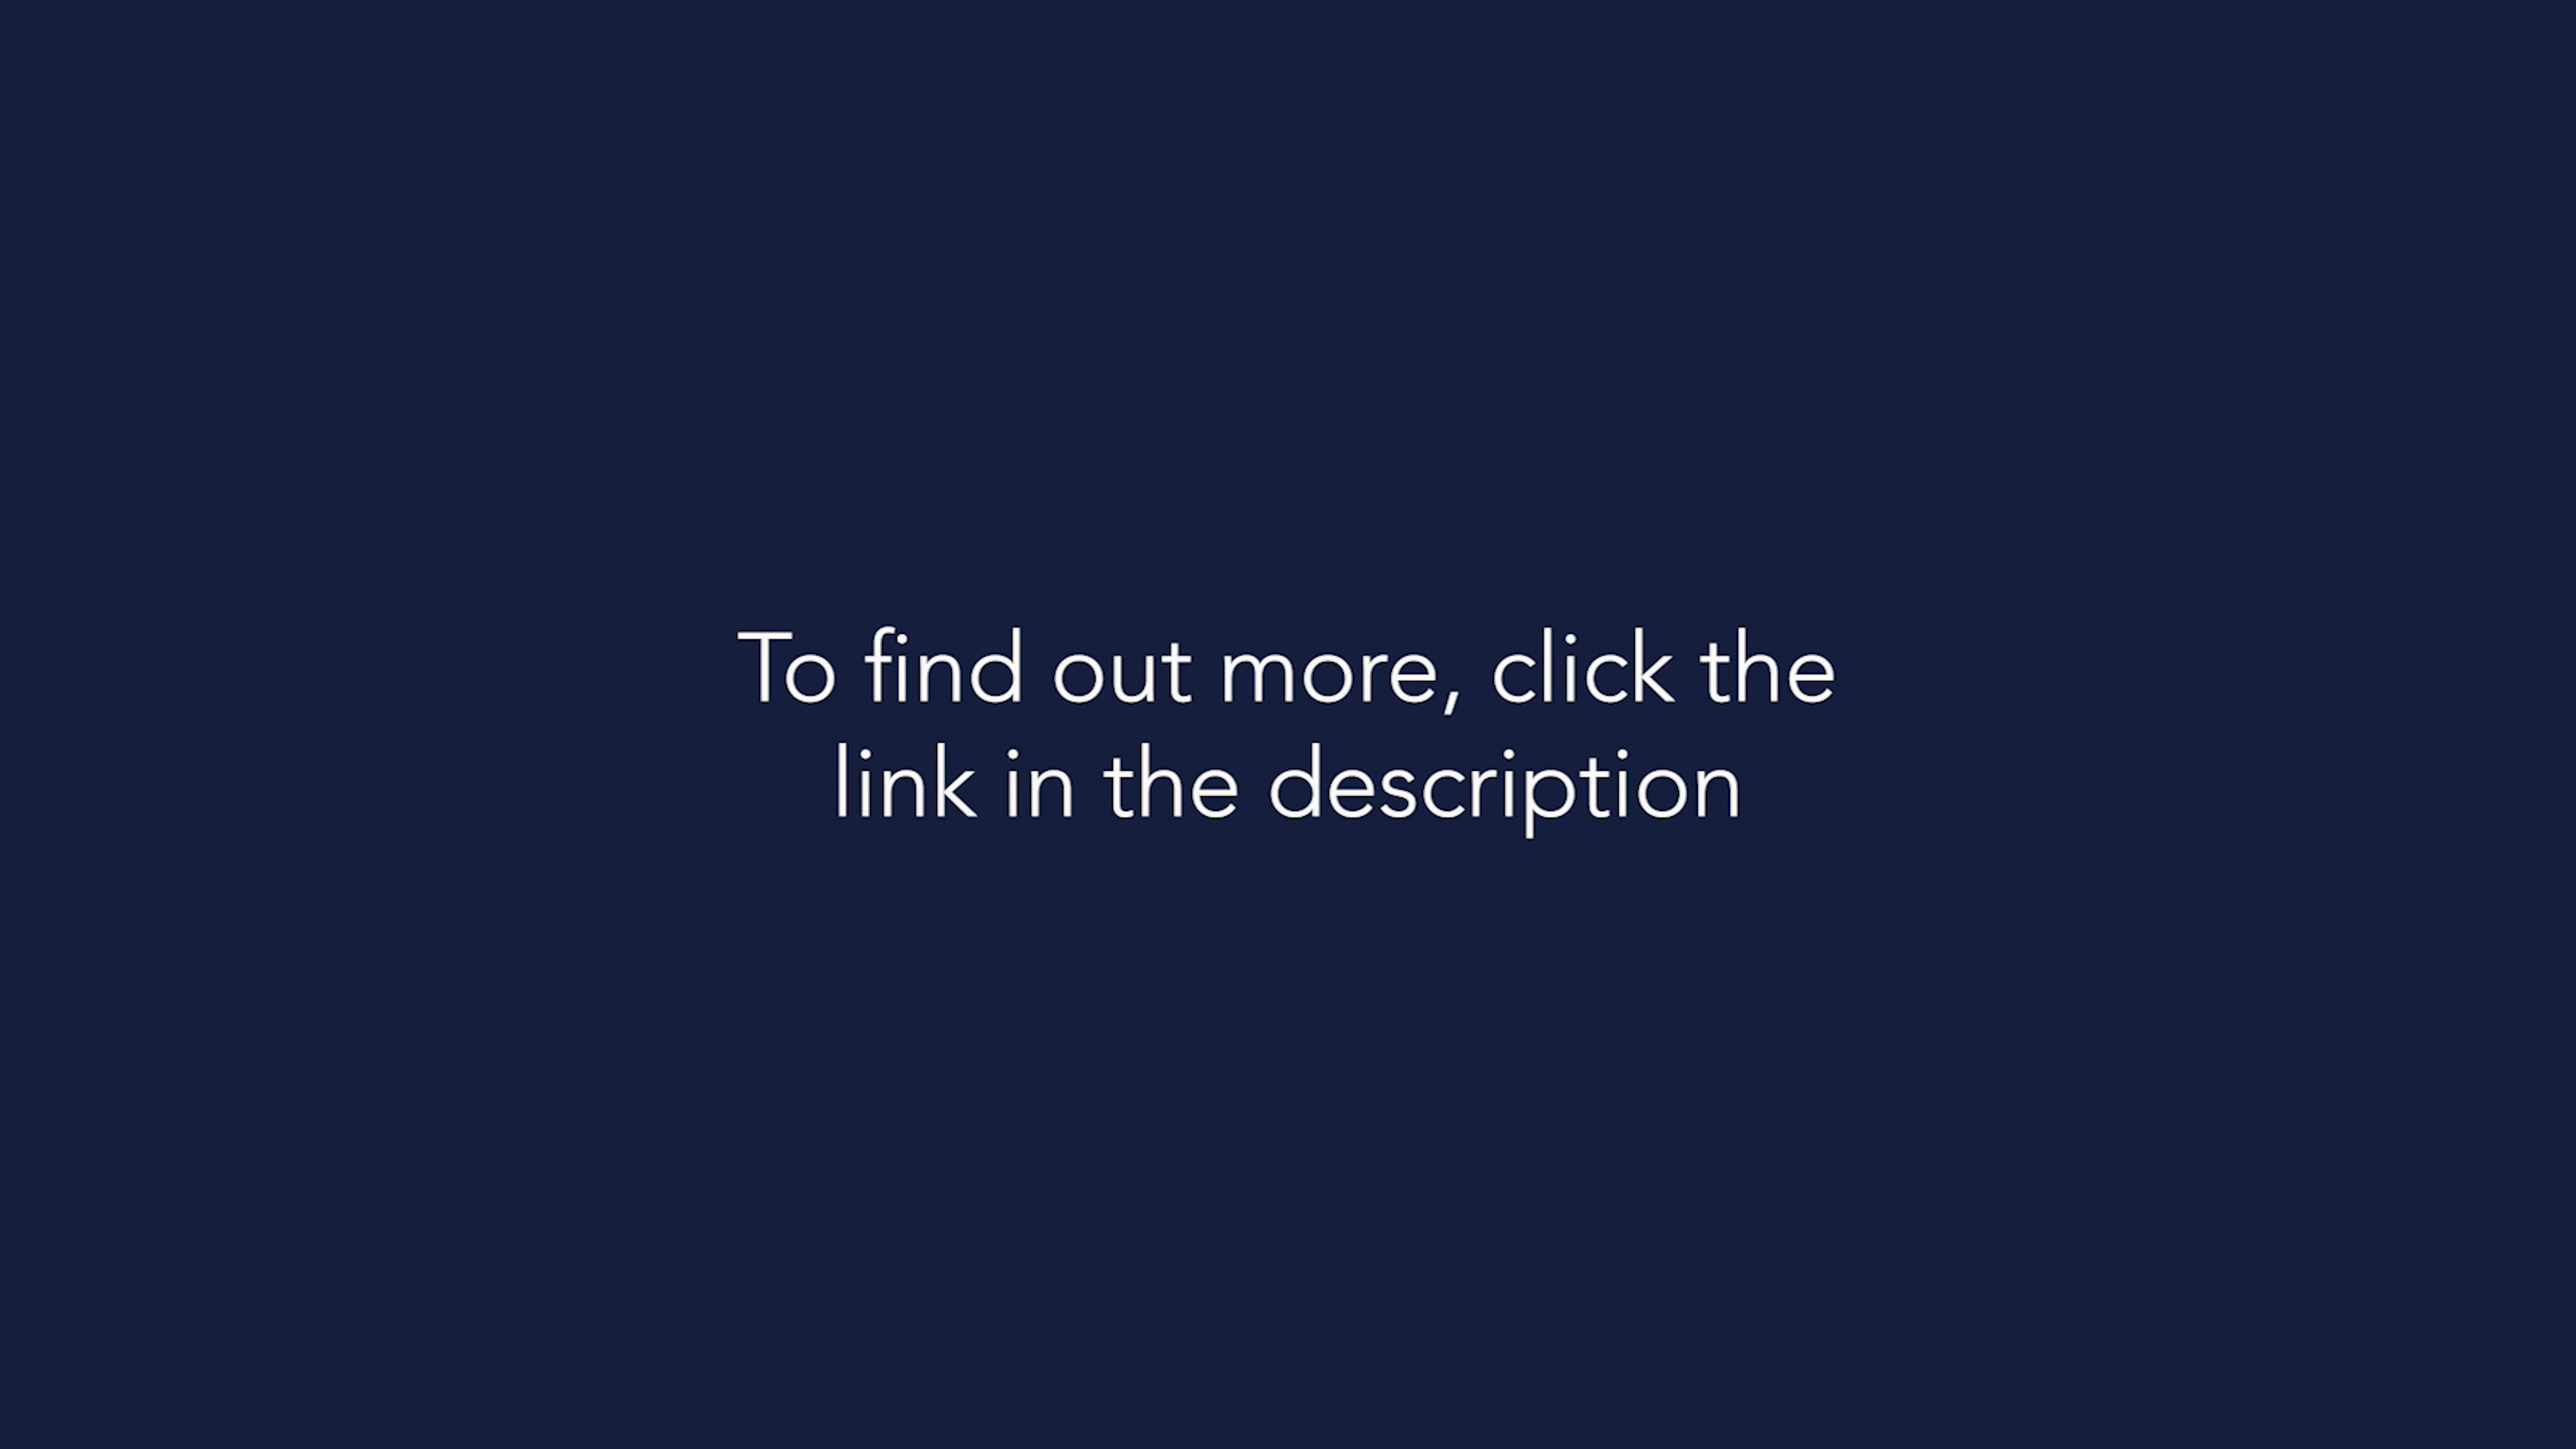 To find out more, click the
link in the description